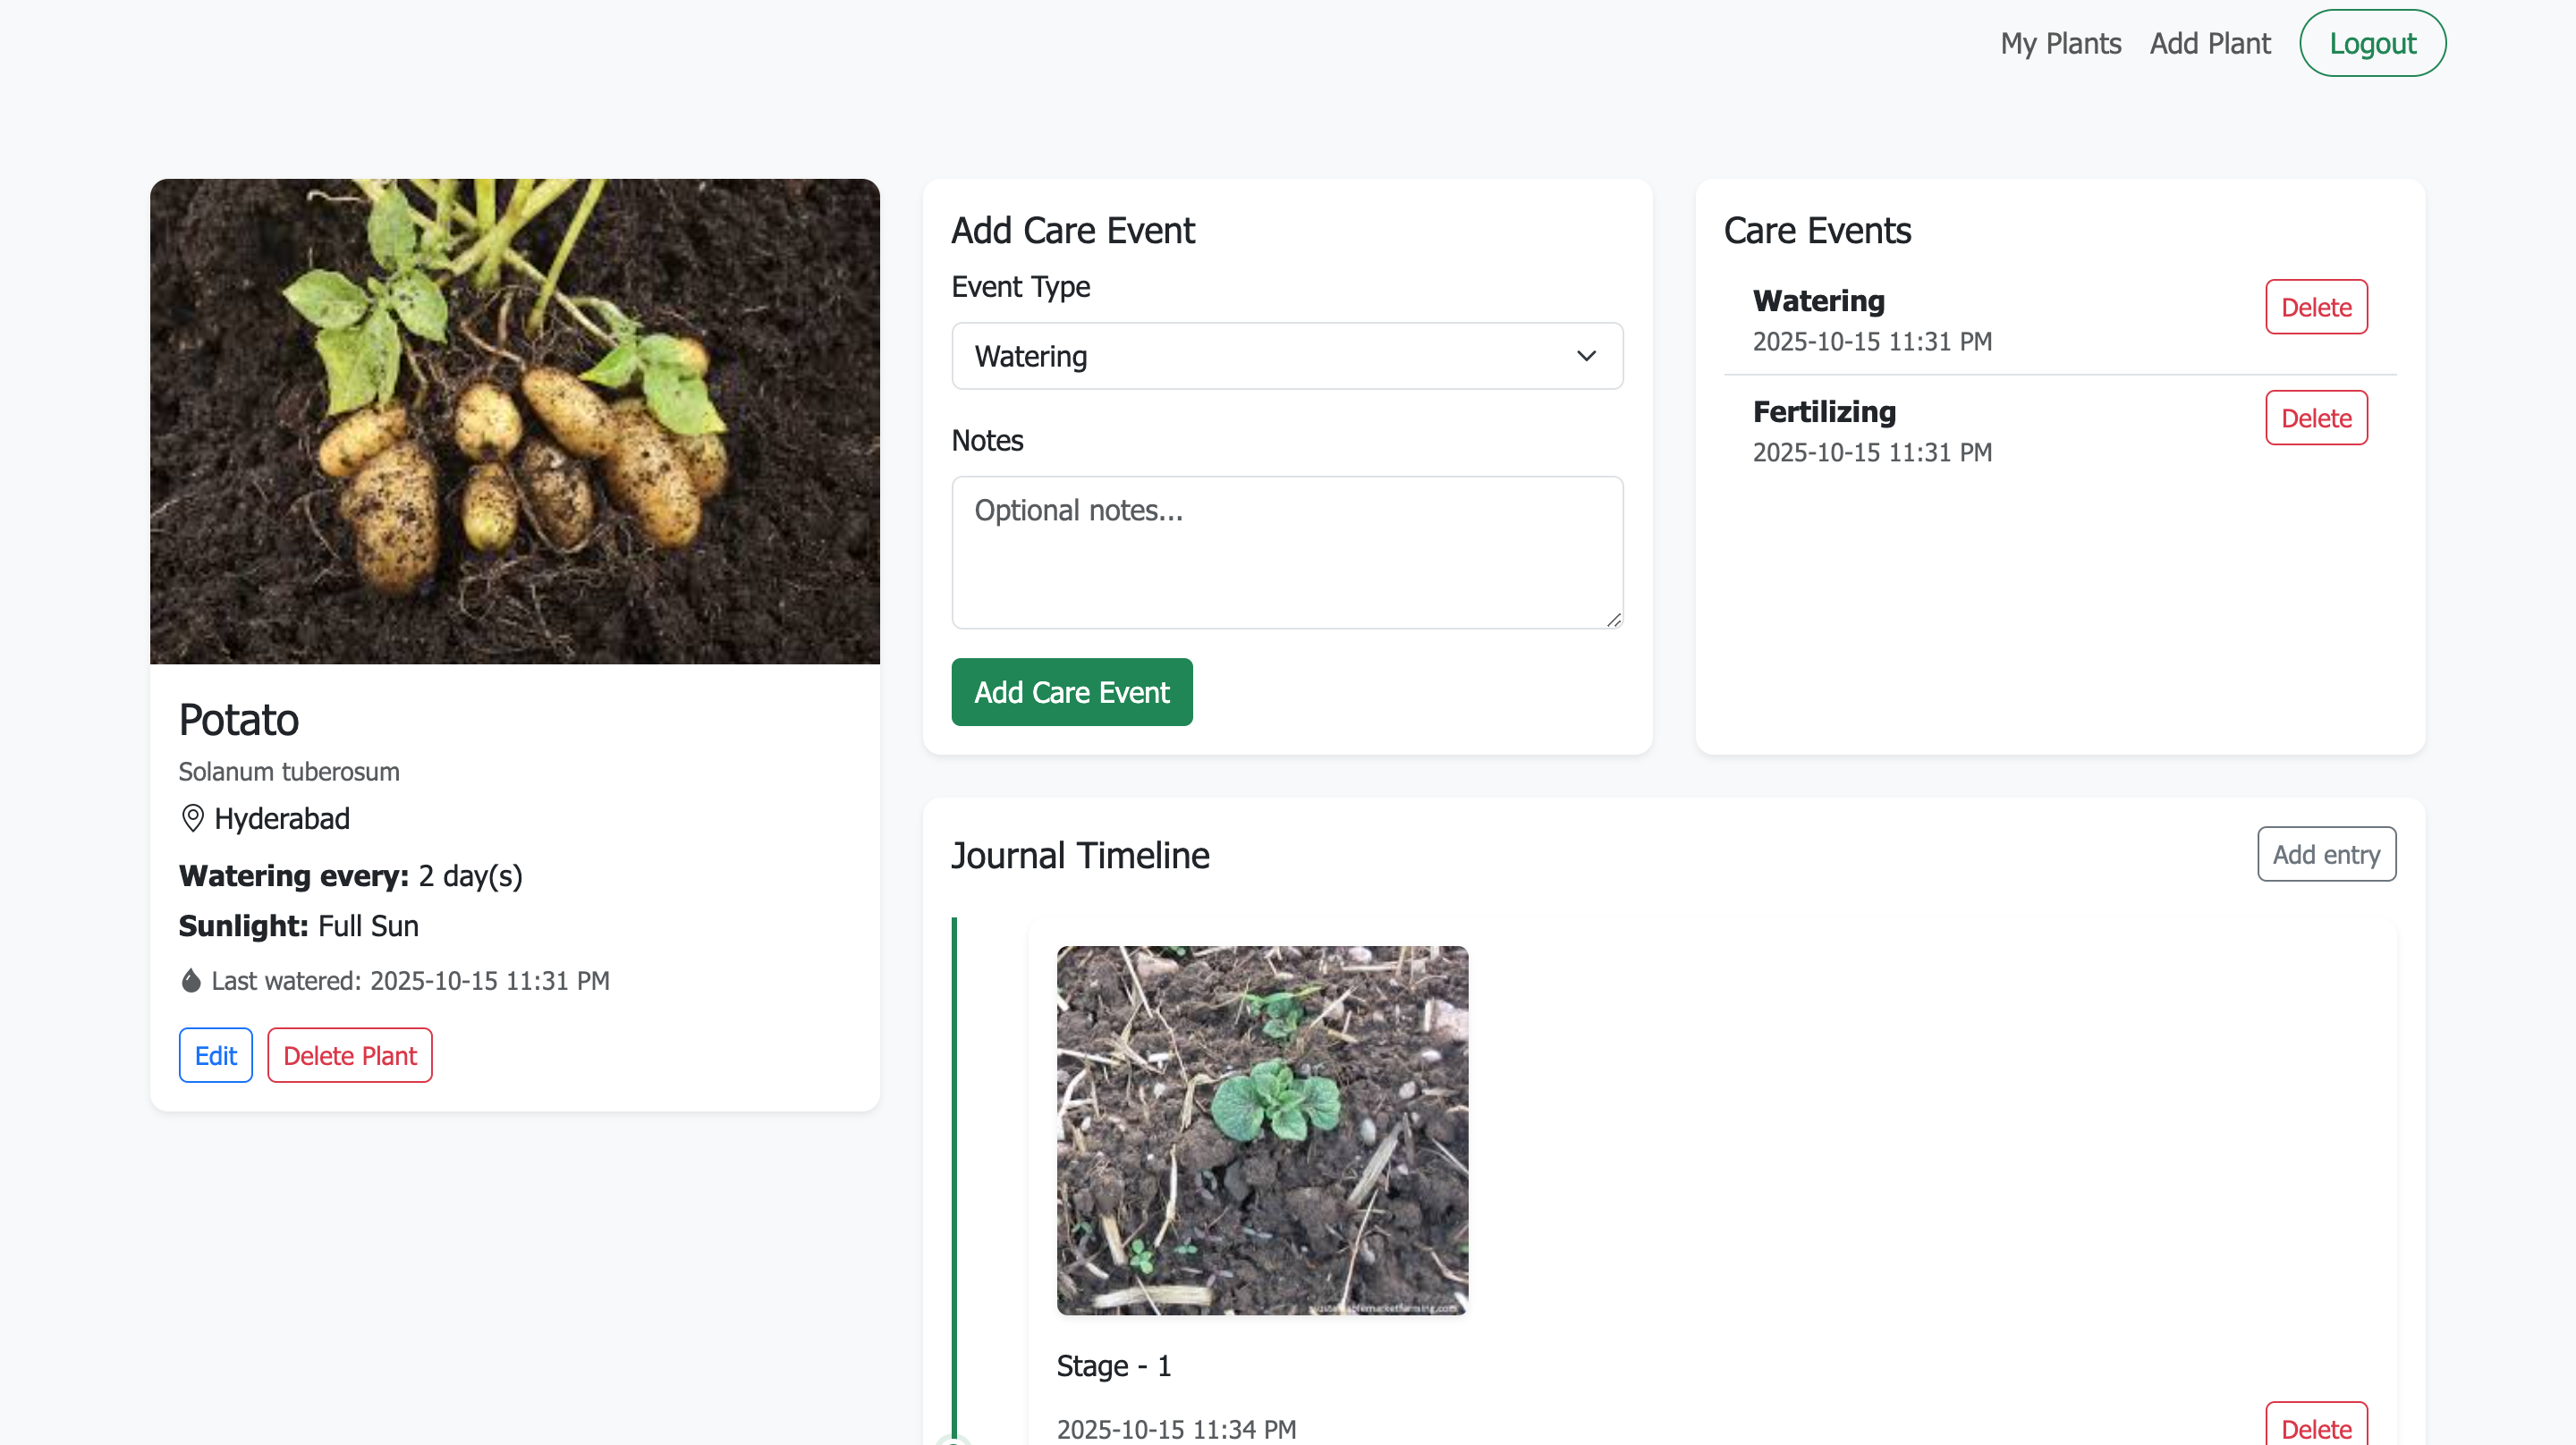 My Plants Add Plant Logout
Potato
Solanum tuberosum
Hyderabad
Watering every: 2 day(s)
Sunlight: Full Sun
Last watered: 2025-10-15 11:31 PM
Edit Delete Plant
Add Care Event
Event Type
Watering
Notes
Optional notes...
Add Care Event
Care Events
Watering
2025-10-15 11:31 PM
Delete
Fertilizing
2025-10-15 11:31 PM
Delete
Journal Timeline
Add entry
Stage - 1
2025-10-15 11:34 PM
Delete